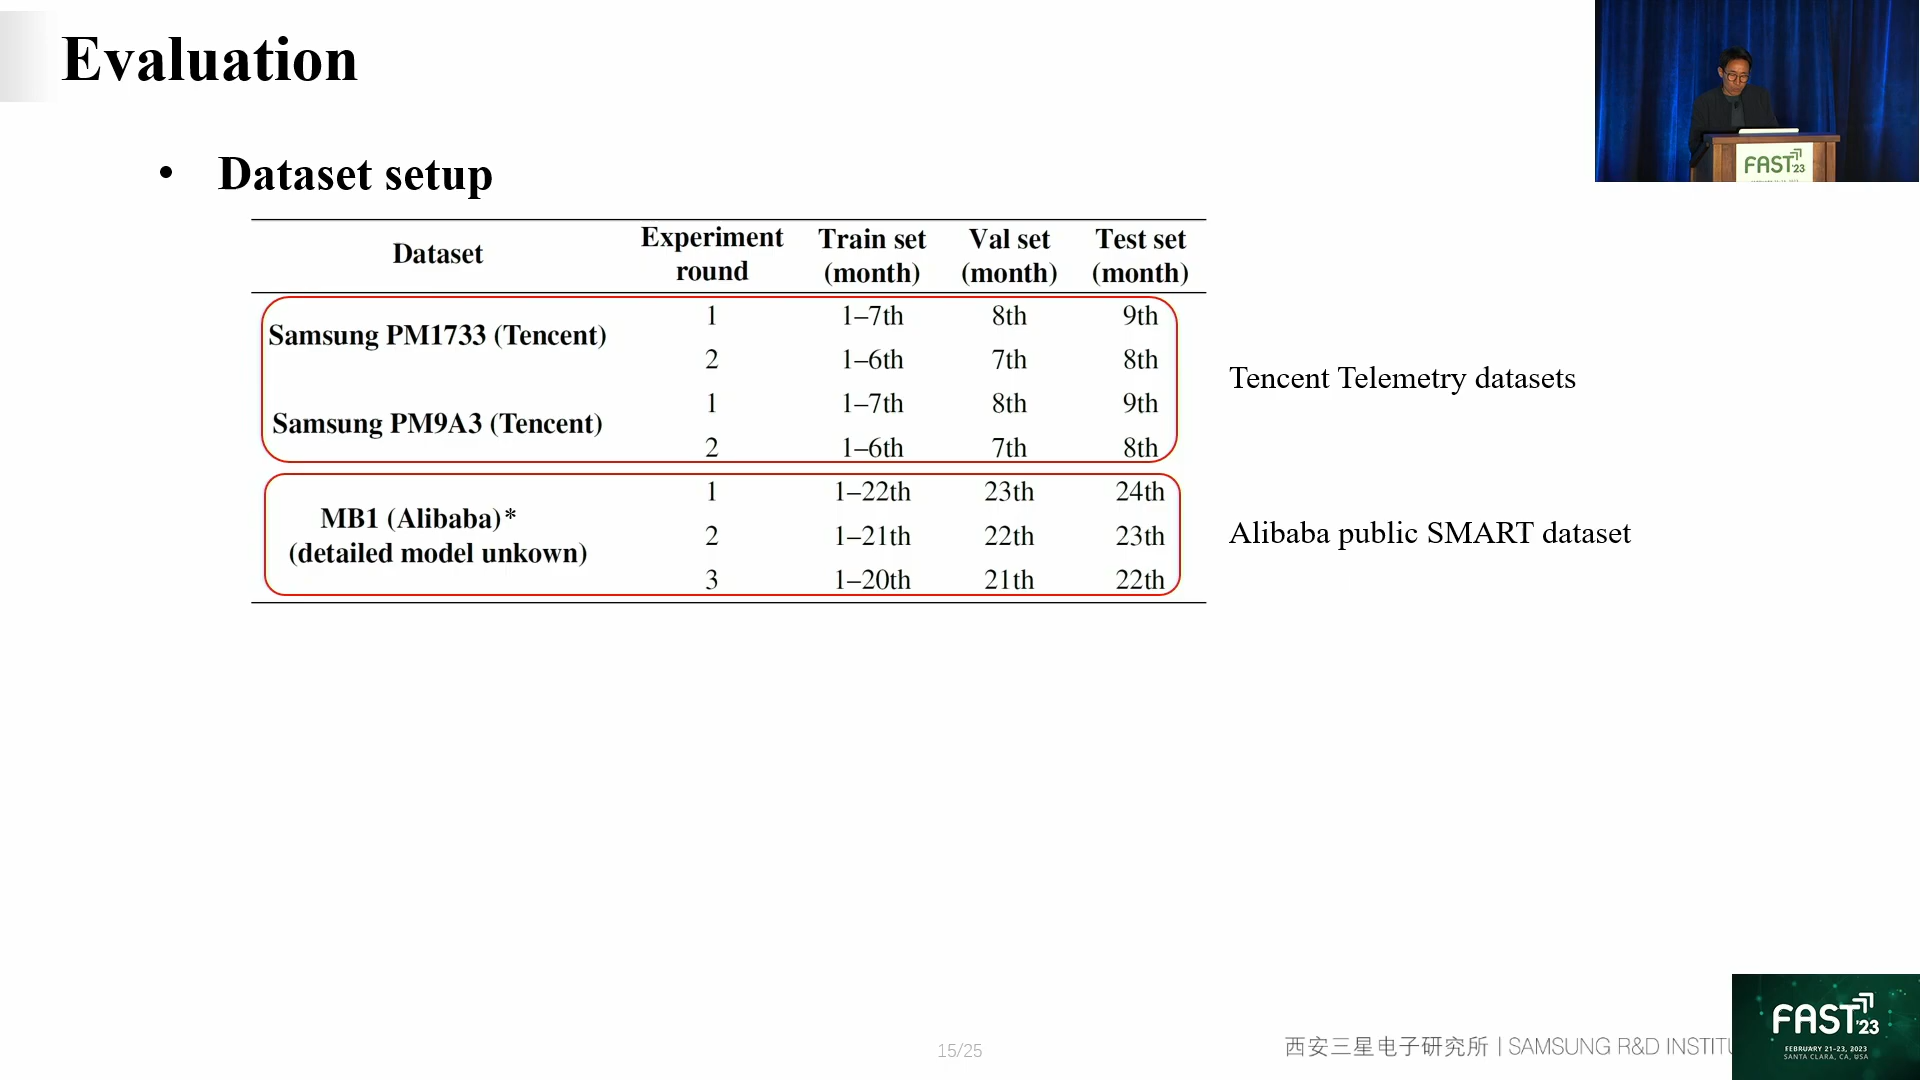 Evaluation
• Dataset setup
Dataset Experiment round Train set (month) Val set (month) Test set (month)
Samsung PM1733 (Tencent) 1 1–7th 8th 9th
2 1–6th 7th 8th
Samsung PM9A3 (Tencent) 1 1–7th 8th 9th
2 1–6th 7th 8th
Tencent Telemetry datasets
MB1 (Alibaba)* (detailed model unkown) 1 1–22th 23th 24th
2 1–21th 22th 23th
3 1–20th 21th 22th
Alibaba public SMART dataset
15/25
西安三星电子研究所 | SAMSUNG R&D INSTITU
FAST'23
FAST'23
FEBRUARY 21-23, 2023
SANTA CLARA, CA, USA